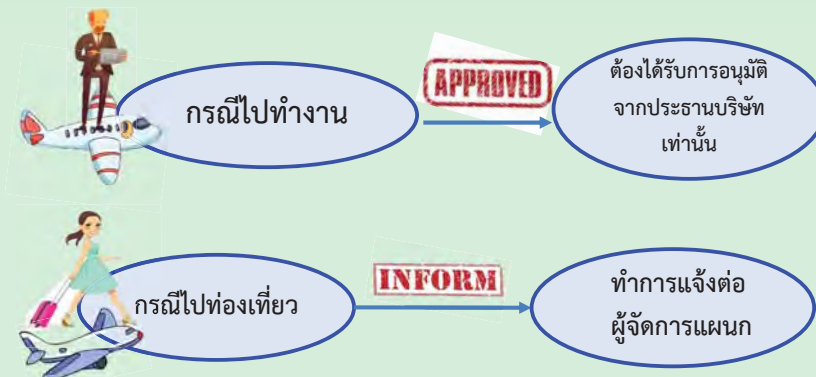 กรณีไปทำงาน
APPROVED
ต้องได้รับการอนุมัติ
จากประธานบริษัท
เท่านั้น
กรณีไปท่องเที่ยว
INFORM
ทำการแจ้งต่อ
ผู้จัดการแผนก